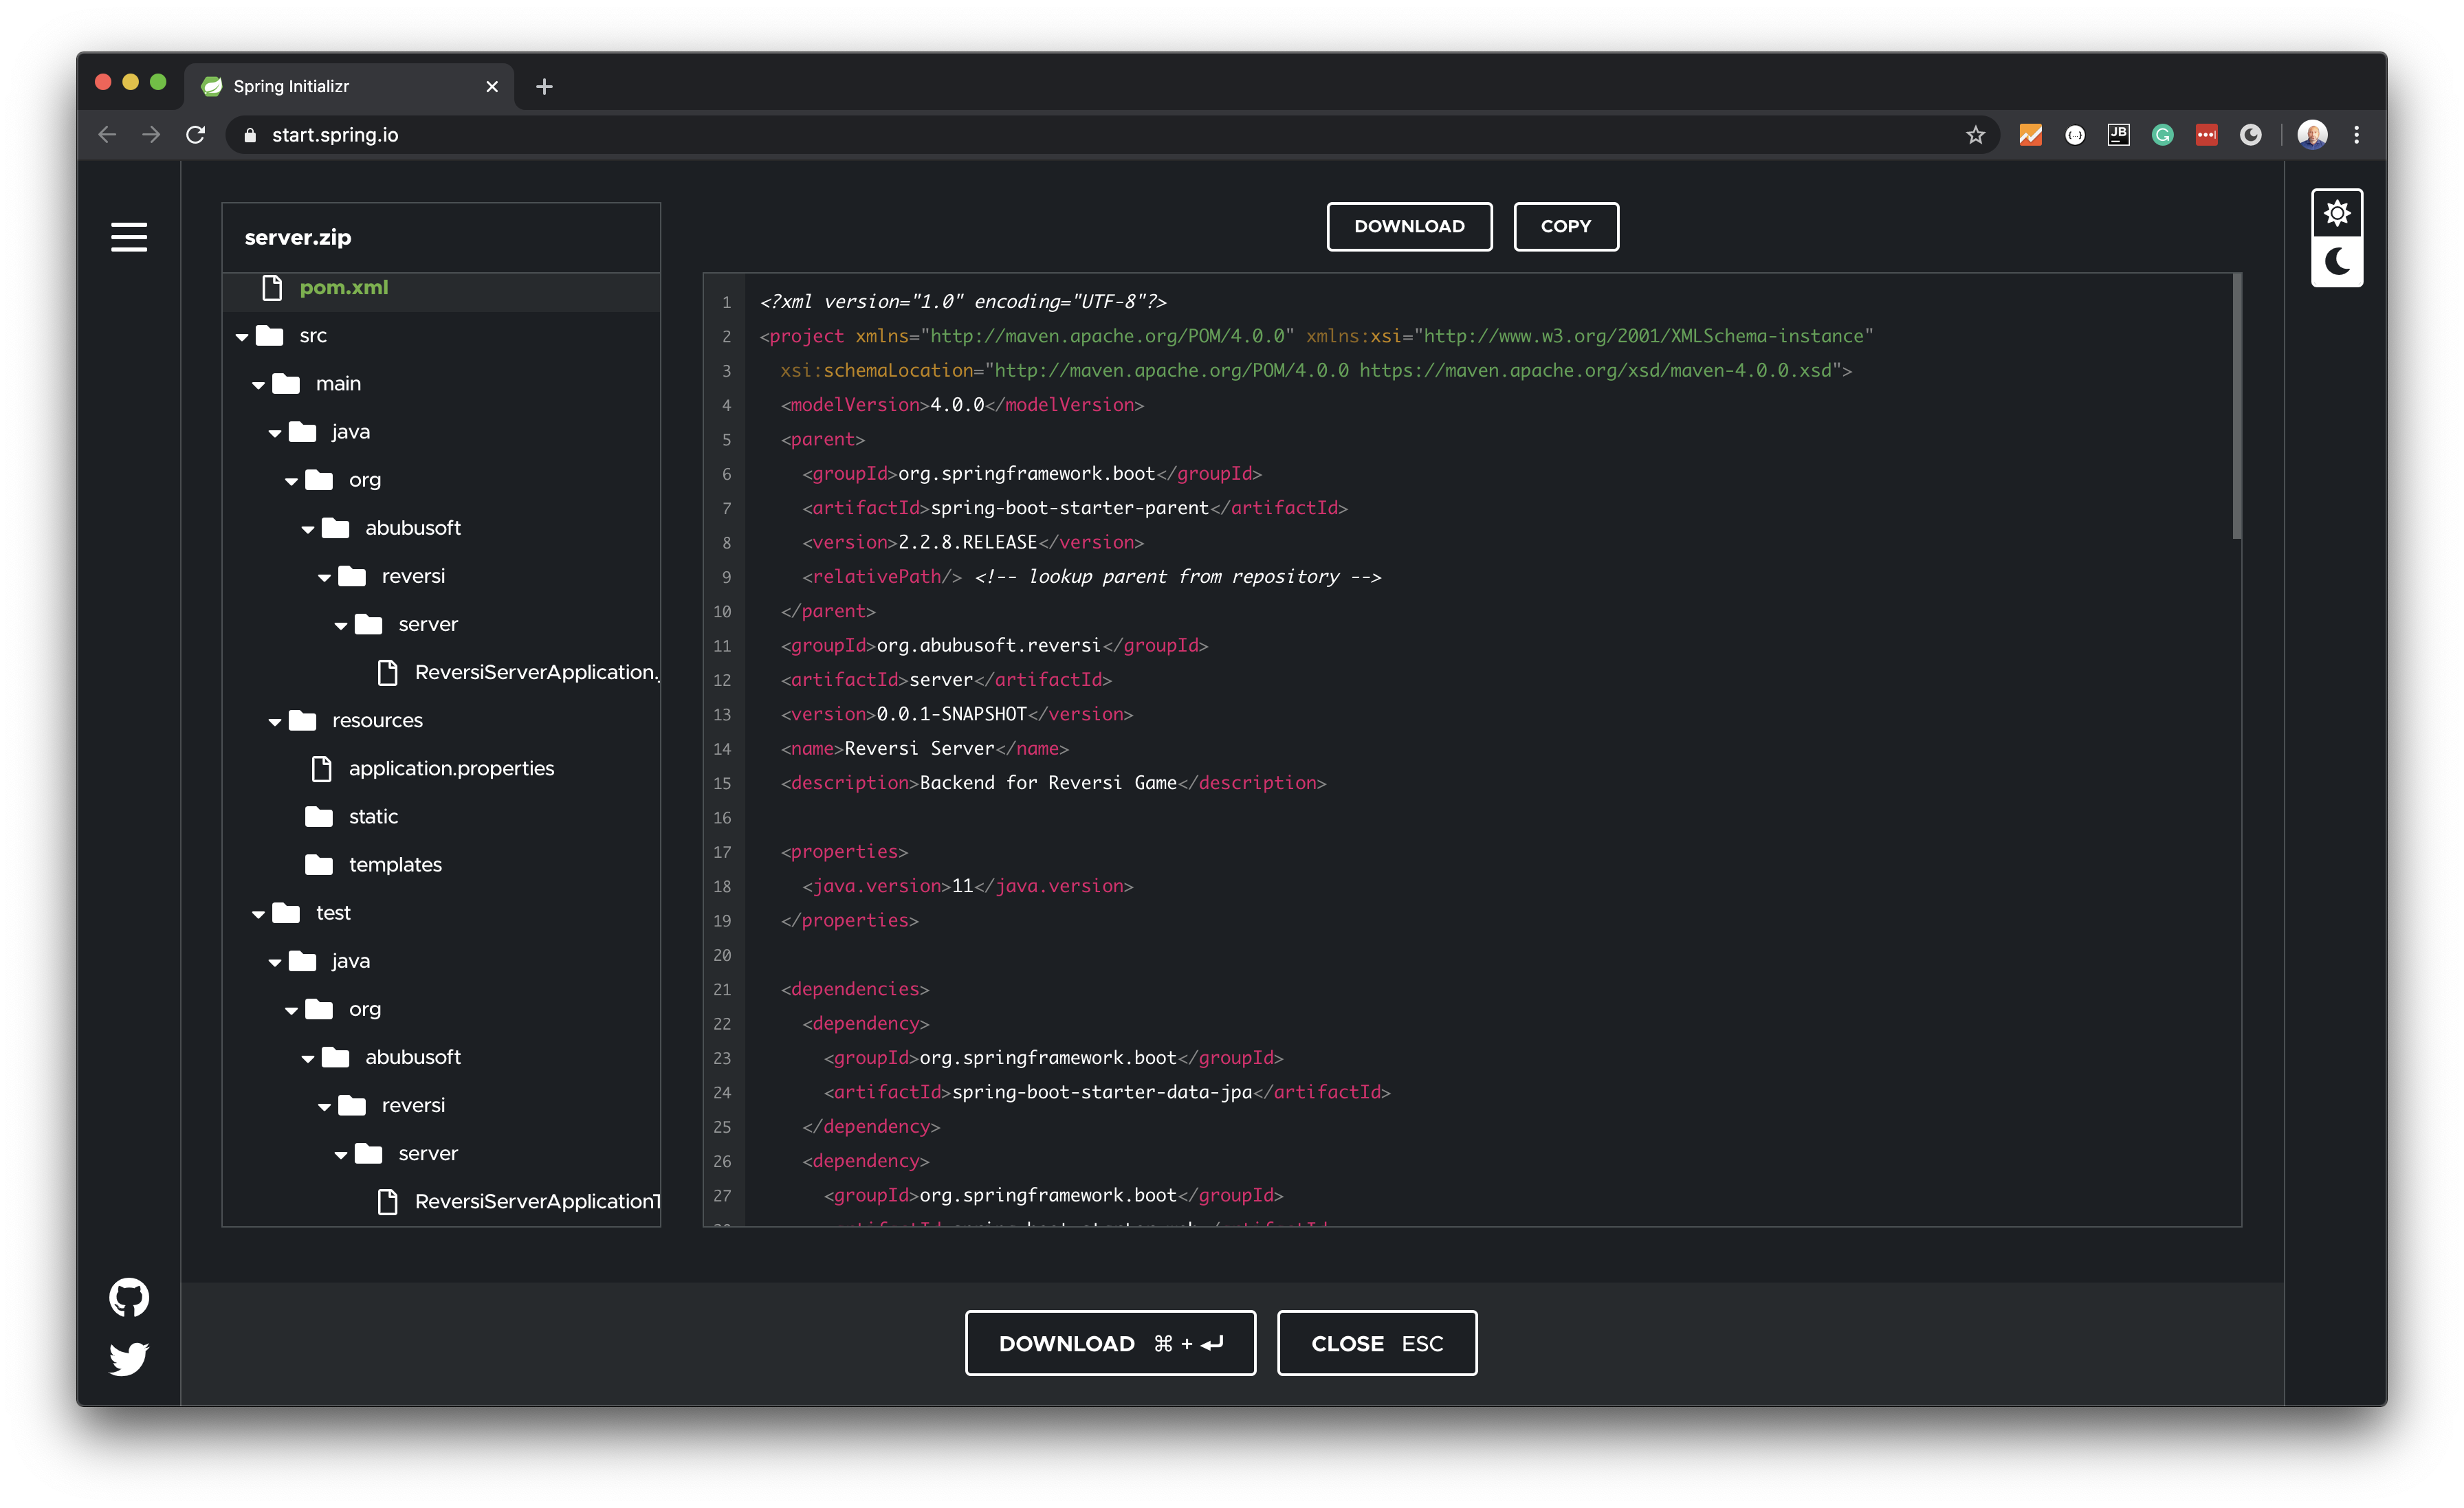 Spring Initializr
start.spring.io
JB
server.zip
pom.xml
src
main
java
org
abubusoft
reversi
server
ReversiServerApplication.
resources
application.properties
static
templates
test
java
org
abubusoft
reversi
server
ReversiServerApplicationT
DOWNLOAD
COPY
1 <?xml version="1.0" encoding="UTF-8"?>
2 <project xmlns="http://maven.apache.org/POM/4.0.0" xmlns:xsi="http://www.w3.org/2001/XMLSchema-instance"
3 xsi:schemaLocation="http://maven.apache.org/POM/4.0.0 https://maven.apache.org/xsd/maven-4.0.0.xsd">
4 <modelVersion>4.0.0</modelVersion>
5 <parent>
6 <groupId>org.springframework.boot</groupId>
7 <artifactId>spring-boot-starter-parent</artifactId>
8 <version>2.2.8.RELEASE</version>
9 <relativePath/> <!-- lookup parent from repository -->
10 </parent>
11 <groupId>org.abubusoft.reversi</groupId>
12 <artifactId>server</artifactId>
13 <version>0.0.1-SNAPSHOT</version>
14 <name>Reversi Server</name>
15 <description>Backend for Reversi Game</description>
16
17 <properties>
18 <java.version>11</java.version>
19 </properties>
20
21 <dependencies>
22 <dependency>
23 <groupId>org.springframework.boot</groupId>
24 <artifactId>spring-boot-starter-data-jpa</artifactId>
25 </dependency>
26 <dependency>
27 <groupId>org.springframework.boot</groupId>
DOWNLOAD ⌘ + ↵
CLOSE ESC